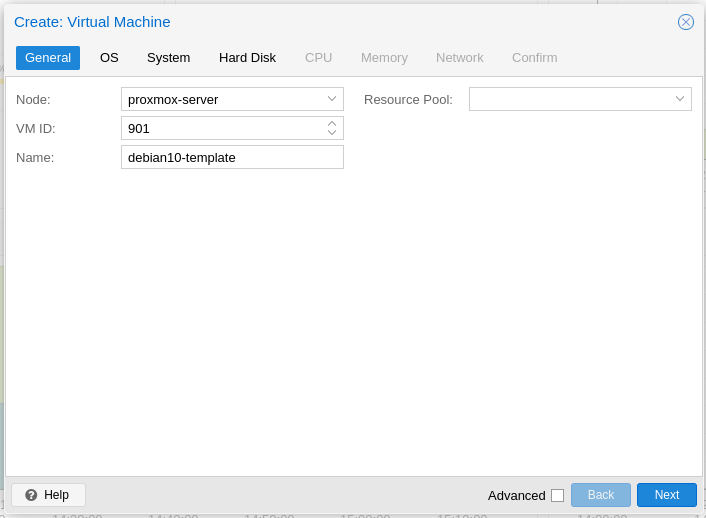 Create: Virtual Machine
General OS System Hard Disk CPU Memory Network Confirm
Node: proxmox-server Resource Pool:
VM ID: 901
Name: debian10-template
Help Advanced Back Next